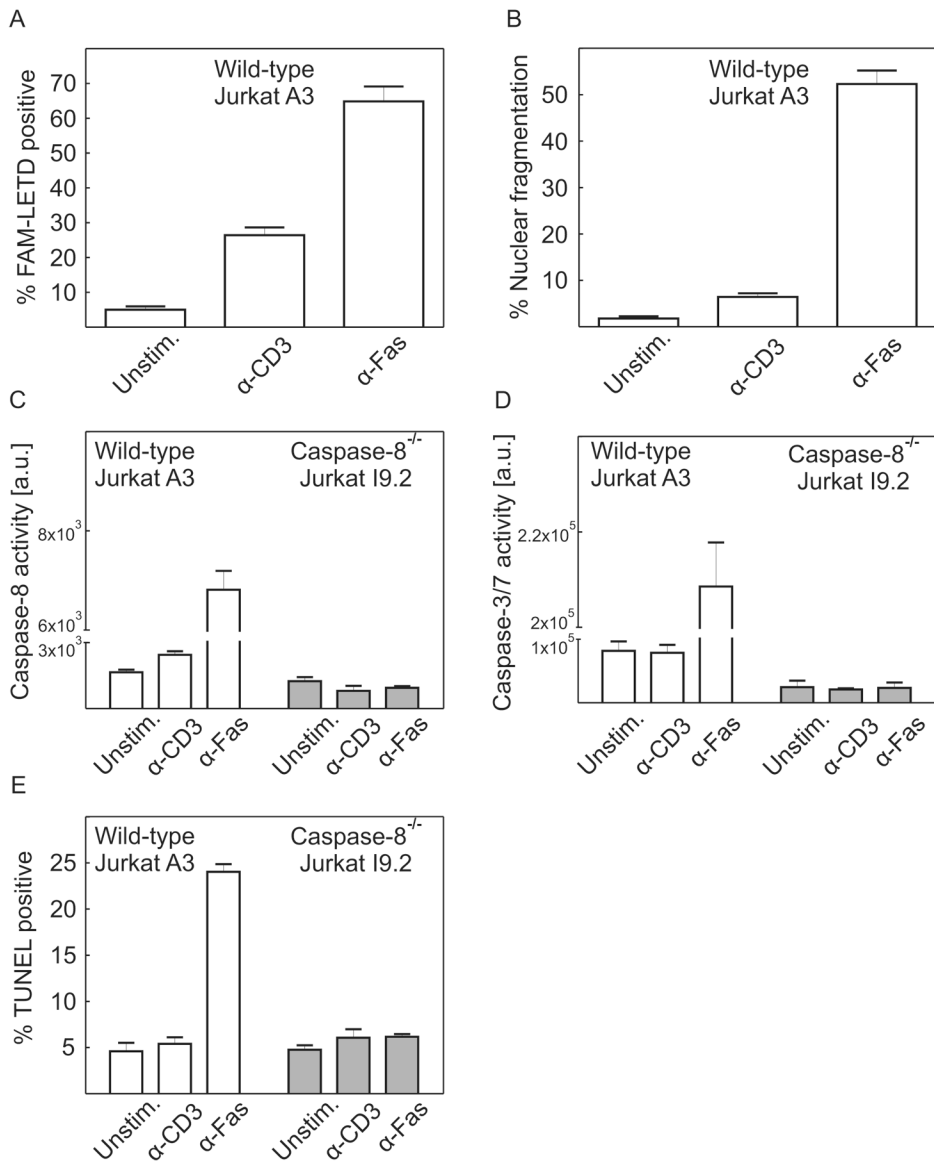 A
% FAM-LETD positive
70
60
50
40
30
20
10
Wild-type
Jurkat A3
Unstim.
α-CD3
α-Fas
B
% Nuclear fragmentation
50
40
30
20
10
Wild-type
Jurkat A3
Unstim.
α-CD3
α-Fas
C
Caspase-8 activity [a.u.]
8x10³
6x10³
3x10³
Wild-type
Jurkat A3
Caspase-8⁻/⁻
Jurkat I9.2
Unstim.
α-CD3
α-Fas
Unstim.
α-CD3
α-Fas
D
Caspase-3/7 activity [a.u.]
2.2x10⁵
2x10⁵
1x10⁵
Wild-type
Jurkat A3
Caspase-8⁻/⁻
Jurkat I9.2
Unstim.
α-CD3
α-Fas
Unstim.
α-CD3
α-Fas
E
% TUNEL positive
25
20
15
10
5
Wild-type
Jurkat A3
Caspase-8⁻/⁻
Jurkat I9.2
Unstim.
α-CD3
α-Fas
Unstim.
α-CD3
α-Fas